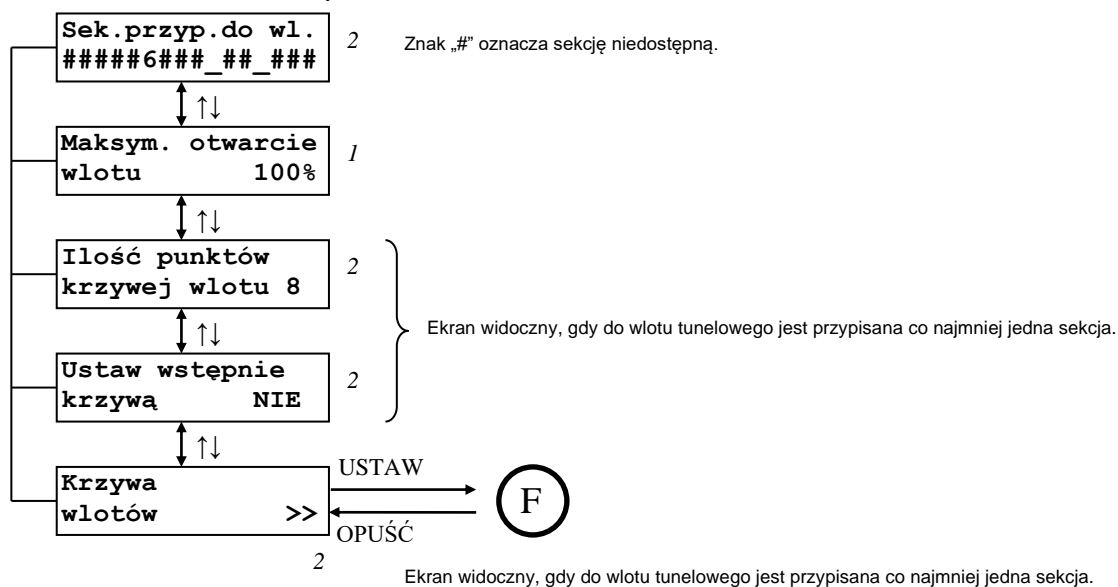 Sek.przyp.do wl.
#####6###_##_###
2
Znak „#” oznacza sekcję niedostępną.
↑↓
Maksym. otwarcie
wlotu 100%
1
↑↓
Ilość punktów
krzywej wlotu 8
2
↑↓
Ekran widoczny, gdy do wlotu tunelowego jest przypisana co najmniej jedna sekcja.
Ustaw wstępnie
krzywą NIE
2
↑↓
Krzywa
wlotów >>
USTAW
OPUŚĆ
F
2
Ekran widoczny, gdy do wlotu tunelowego jest przypisana co najmniej jedna sekcja.